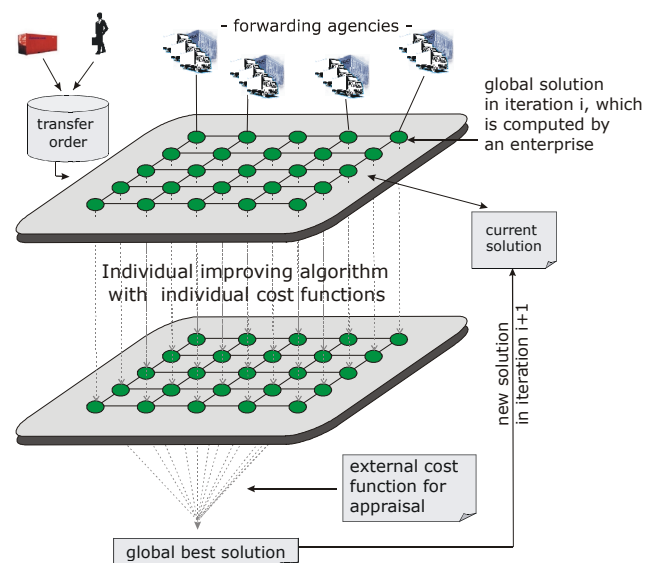 - forwarding agencies -
global solution
in iteration i, which
is computed by
an enterprise
transfer
order
current
solution
Individual improving algorithm
with individual cost functions
new solution
in iteration i+1
external cost
function for
appraisal
global best solution